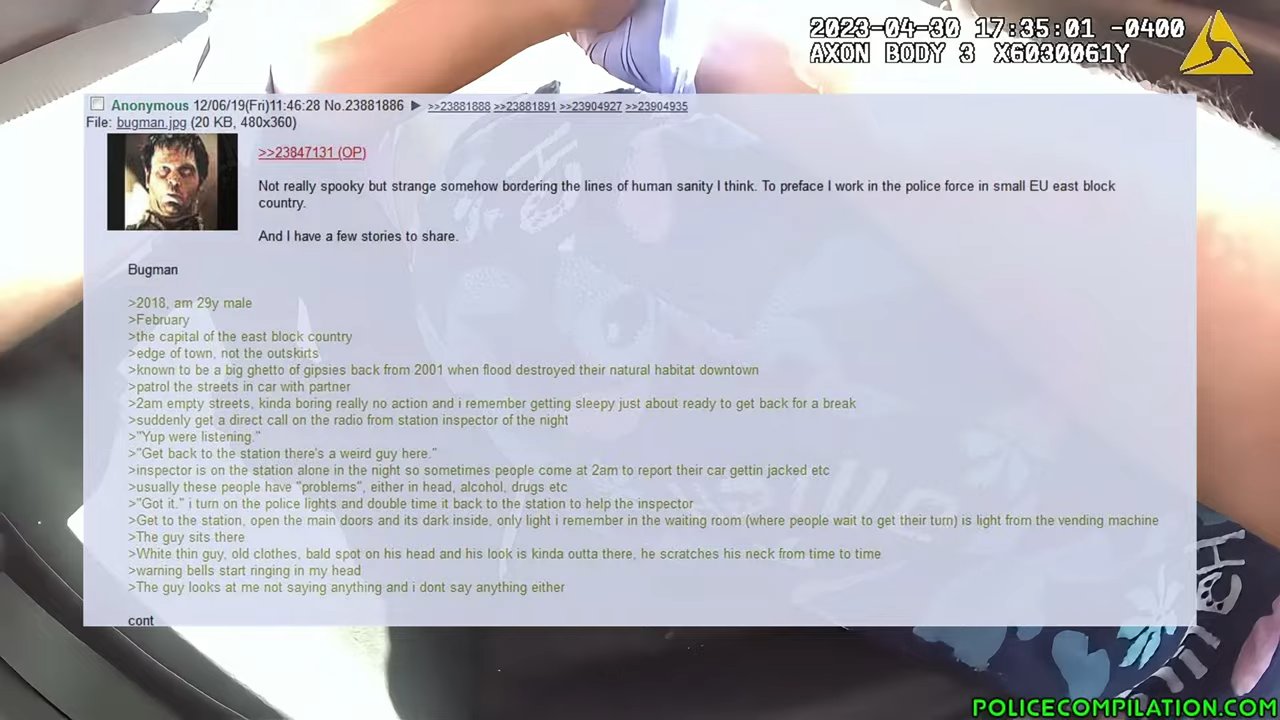 2023-04-30 17:35:01 -0400
AXON BODY 3 X6030061Y
Anonymous 12/06/19(Fri)11:46:28 No.23881886 ▶ >>23881888 >>23881891 >>23904927 >>23904935
File: bugman.jpg (20 KB, 480x360)
>>23847131 (OP)
Not really spooky but strange somehow bordering the lines of human sanity I think. To preface I work in the police force in small EU east block
country.
And I have a few stories to share.
Bugman
>2018, am 29y male
>February
>the capital of the east block country
>edge of town, not the outskirts
>known to be a big ghetto of gipsies back from 2001 when flood destroyed their natural habitat downtown
>patrol the streets in car with partner
>2am empty streets, kinda boring really no action and i remember getting sleepy just about ready to get back for a break
>suddenly get a direct call on the radio from station inspector of the night
>"Yup were listening."
>"Get back to the station there's a weird guy here."
>inspector is on the station alone in the night so sometimes people come at 2am to report their car gettin jacked etc
>usually these people have "problems", either in head, alcohol, drugs etc
>"Got it." i turn on the police lights and double time it back to the station to help the inspector
>Get to the station, open the main doors and its dark inside, only light i remember in the waiting room (where people wait to get their turn) is light from the vending machine
>The guy sits there
>White thin guy, old clothes, bald spot on his head and his look is kinda outta there, he scratches his neck from time to time
>warning bells start ringing in my head
>The guy looks at me not saying anything and i dont say anything either
cont
POLICECOMPILATION.COM